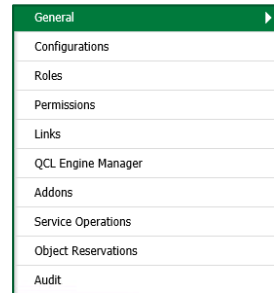 General
Configurations
Roles
Permissions
Links
QCL Engine Manager
Addons
Service Operations
Object Reservations
Audit